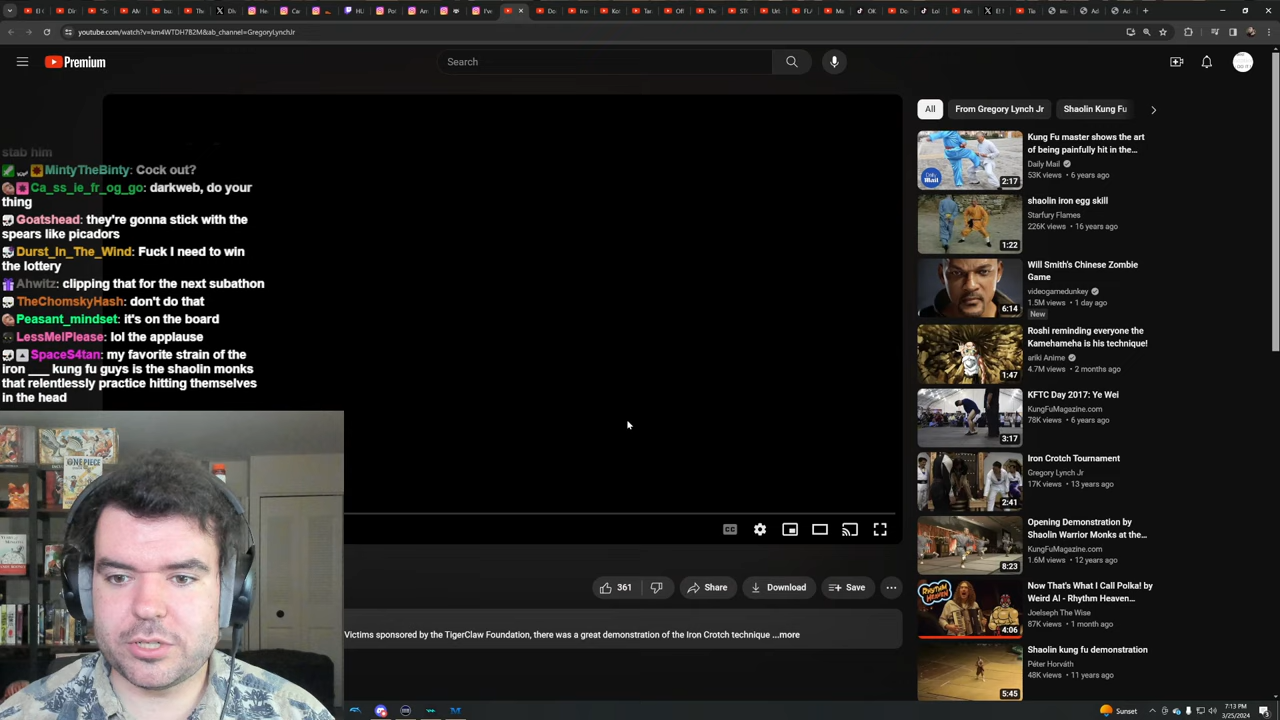 youtube.com/watch?v=km4WTDH7B2M&ab_channel=GregoryLynchJr
Premium
Search
stab him
MintyTheBinty: Cock out?
Ca_ss_ie_fr_og_go: darkweb, do your
thing
Goatshead: they're gonna stick with the
spears like picadors
Durst_In_The_Wind: Fuck I need to win
the lottery
Ahwitz: clipping that for the next subathon
TheChomskyHash: don't do that
Peasant_mindset: it's on the board
LessMelPlease: lol the applause
SpaceS4tan: my favorite strain of the
iron ___ kung fu guys is the shaolin monks
that relentlessly practice hitting themselves
in the head
ONE PIECE
361
Share
Download
Save
Victims sponsored by the TigerClaw Foundation, there was a great demonstration of the Iron Crotch technique ...more
All
From Gregory Lynch Jr
Shaolin Kung Fu
Kung Fu master shows the art
of being painfully hit in the...
Daily Mail
53K views • 6 years ago
2:17
shaolin iron egg skill
Starfury Flames
226K views • 16 years ago
1:22
Will Smith's Chinese Zombie
Game
videogamedunkey
1.5M views • 1 day ago
New
6:14
Roshi reminding everyone the
Kamehameha is his technique!
ariki Anime
4.7M views • 2 months ago
1:47
KFTC Day 2017: Ye Wei
KungFuMagazine.com
78K views • 6 years ago
3:17
Iron Crotch Tournament
Gregory Lynch Jr
17K views • 13 years ago
2:41
Opening Demonstration by
Shaolin Warrior Monks at the...
KungFuMagazine.com
1.6M views • 12 years ago
8:23
Now That's What I Call Polka! by
Weird Al - Rhythm Heaven...
Joelseph The Wise
87K views • 1 month ago
4:06
Shaolin kung fu demonstration
Péter Horváth
48K views • 11 years ago
5:45
Sunset
7:13 PM
3/25/2024